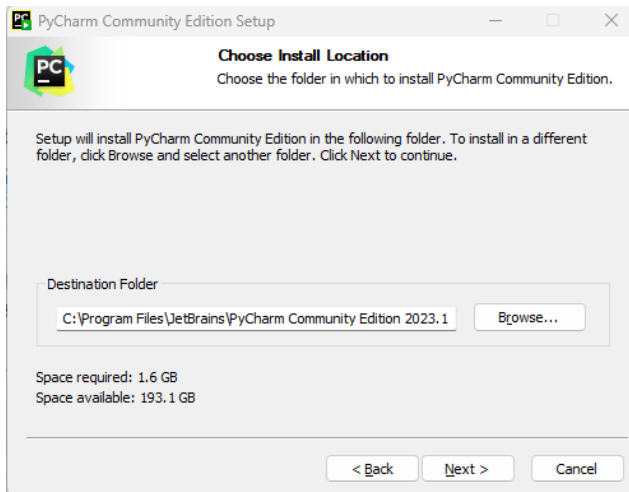 PC PyCharm Community Edition Setup
PC
Choose Install Location
Choose the folder in which to install PyCharm Community Edition.
Setup will install PyCharm Community Edition in the following folder. To install in a different
folder, click Browse and select another folder. Click Next to continue.
Destination Folder
C:\Program Files\JetBrains\PyCharm Community Edition 2023.1
Browse...
Space required: 1.6 GB
Space available: 193.1 GB
< Back
Next >
Cancel